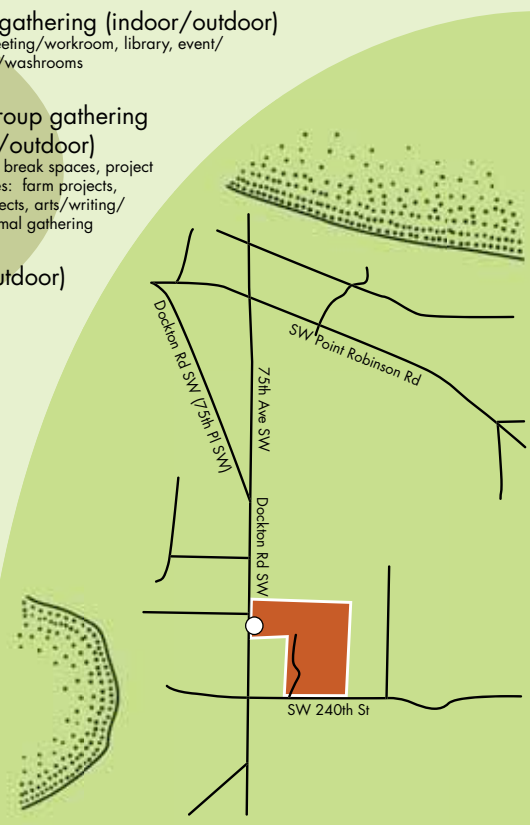 gathering (indoor/outdoor)
eeting/workroom, library, event/
/washrooms
roup gathering
/outdoor)
break spaces, project
es: farm projects,
ects, arts/writing/
mal gathering
utdoor)
Dockton Rd SW (75th Pl SW)
SW Point Robinson Rd
75th Ave SW
Dockton Rd SW
SW 240th St